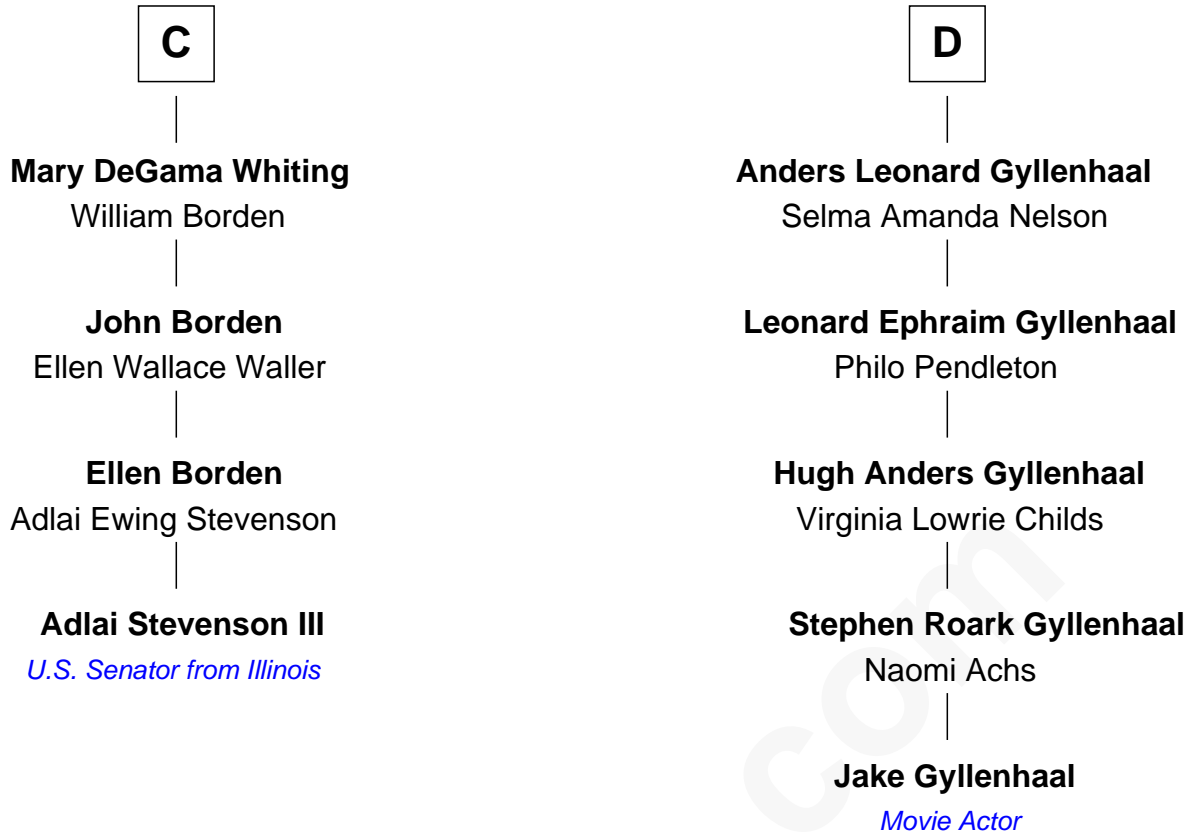 C
Mary DeGama Whiting
William Borden
John Borden
Ellen Wallace Waller
Ellen Borden
Adlai Ewing Stevenson
Adlai Stevenson III
U.S. Senator from Illinois
D
Anders Leonard Gyllenhaal
Selma Amanda Nelson
Leonard Ephraim Gyllenhaal
Philo Pendleton
Hugh Anders Gyllenhaal
Virginia Lowrie Childs
Stephen Roark Gyllenhaal
Naomi Achs
Jake Gyllenhaal
Movie Actor
com